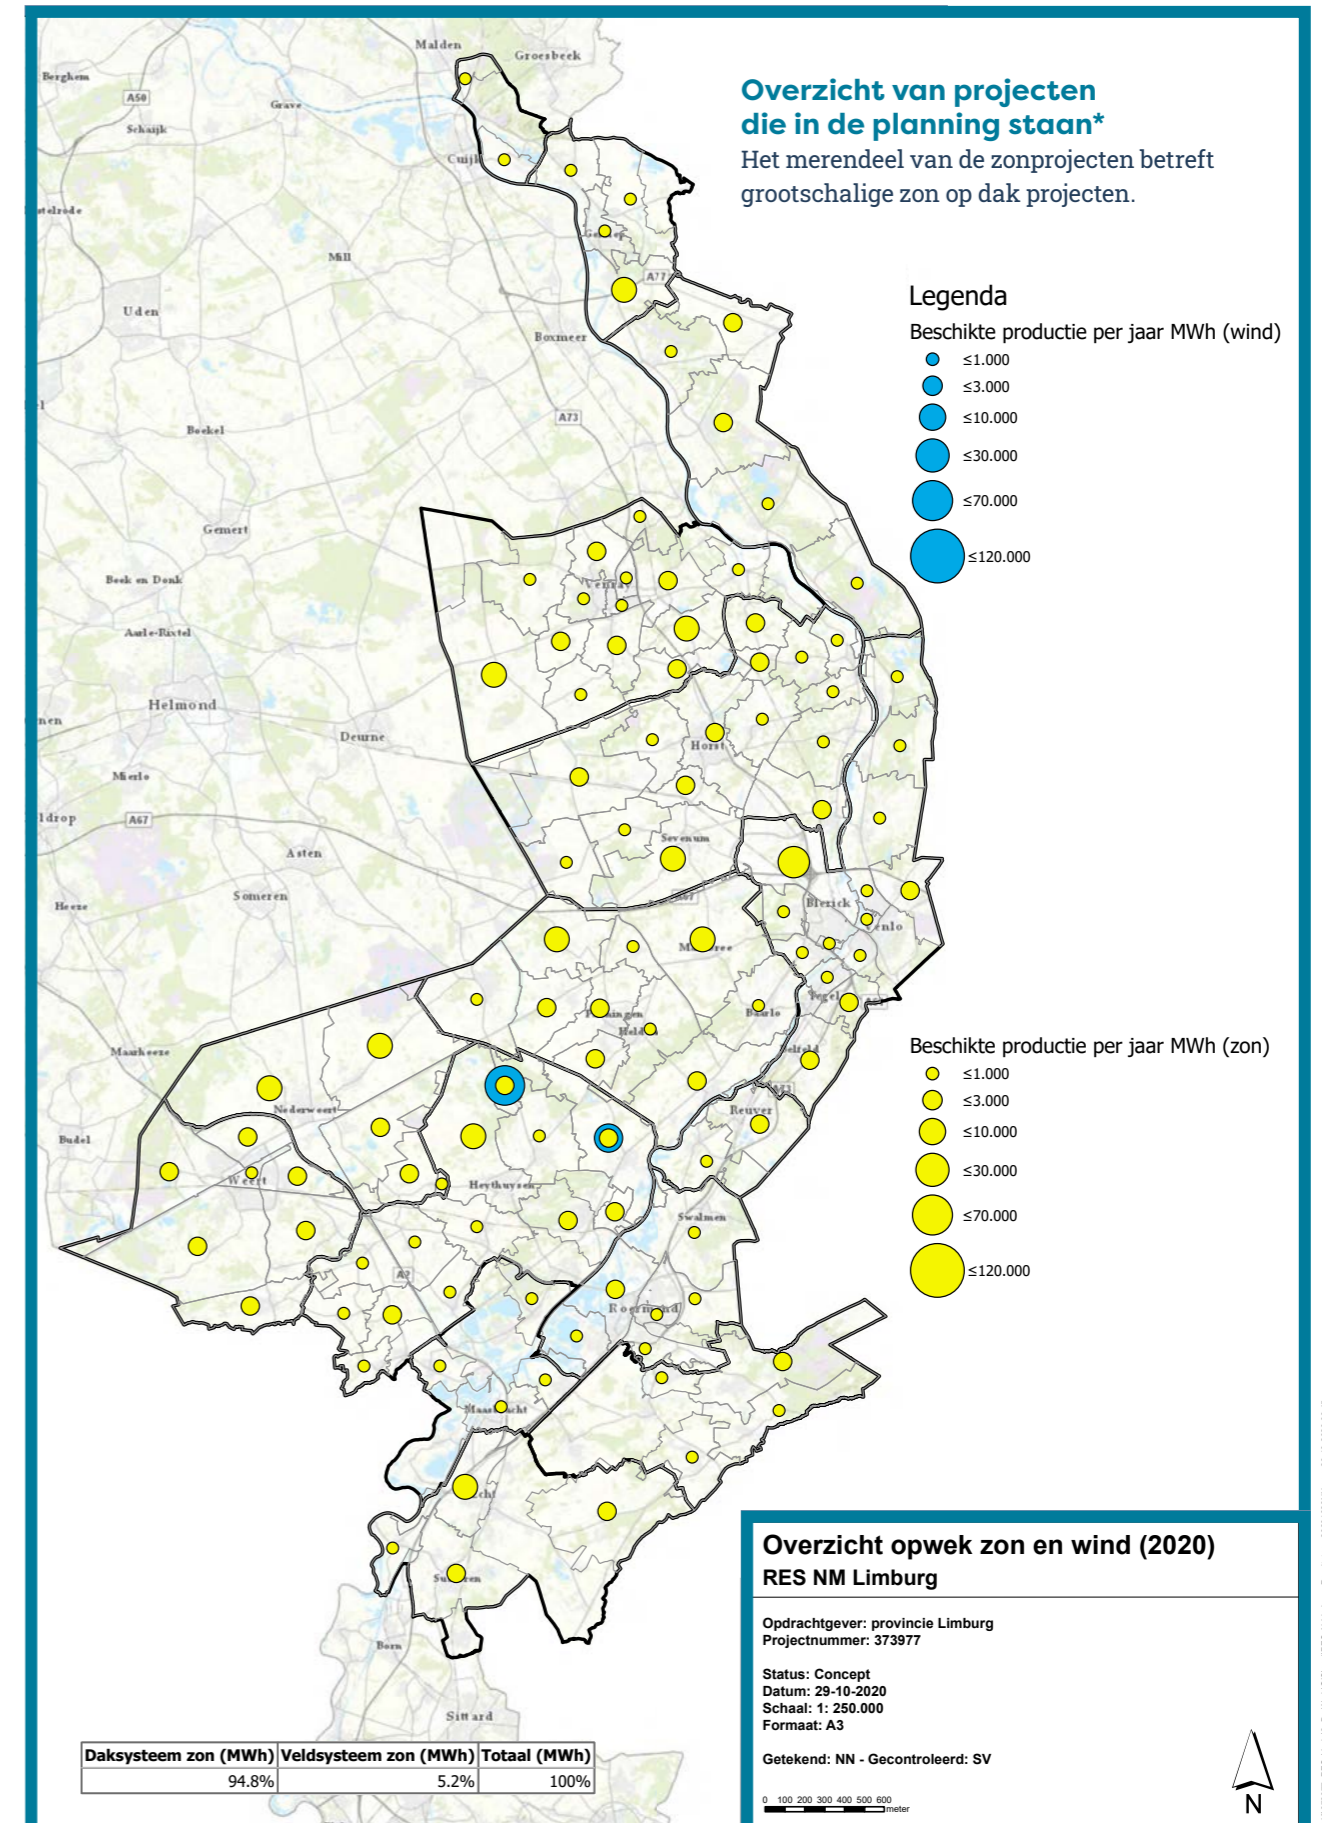 Malden
Groesbeek
Berghem
A50
Grave
Schaijk
Cuijk
Overzicht van projecten
die in de planning staan*
Het merendeel van de zonprojecten betreft
grootschalige zon op dak projecten.
Mill
A77
Uden
Boxmeer
A73
Boekel
Gemert
Beek en Donk
Aarle-Rixtel
Helmond
Deurne
Mierlo
A67
Asten
Someren
Heeze
Venray
Horst
Sevenum
Blerick
Baarlo
Maarheeze
Nederweert
Budel
Weert
Reuver
Heythuysen
Swalmen
A2
Roermond
Born
Sittard
Legenda
Beschikte productie per jaar MWh (wind)
≤1.000
≤3.000
≤10.000
≤30.000
≤70.000
≤120.000
Beschikte productie per jaar MWh (zon)
≤1.000
≤3.000
≤10.000
≤30.000
≤70.000
≤120.000
Overzicht opwek zon en wind (2020)
RES NM Limburg
Opdrachtgever: provincie Limburg
Projectnummer: 373977
Status: Concept
Datum: 29-10-2020
Schaal: 1: 250.000
Formaat: A3
Getekend: NN - Gecontroleerd: SV
0 100 200 300 400 500 600
meter
N
Daksysteem zon (MWh) Veldsysteem zon (MWh) Totaal (MWh)
94.8% 5.2% 100%